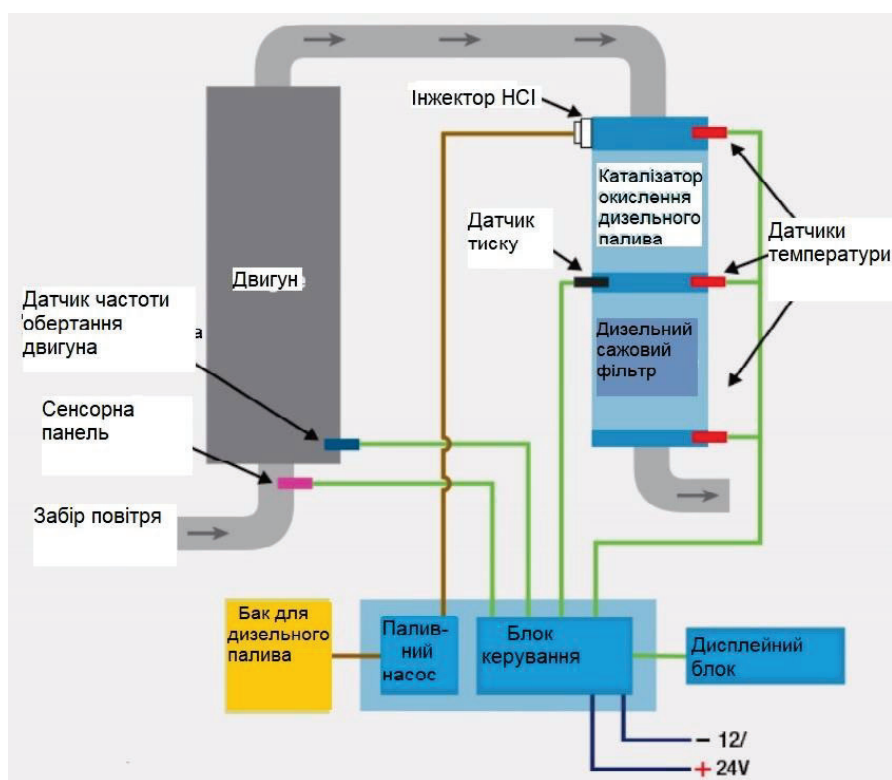 Інжектор HCI
Каталізатор
окислення
дизельного
палива
Датчик
тиску
Датчики
температури
Двигун
Датчик частоти
обертання
двигуна
а
Дизельний
сажовий
фільтр
Сенсорна
панель
Забір повітря
Бак для
дизельного
палива
Палив-
ний
насос
Блок
керування
Дисплейний
блок
– 12/
+ 24V